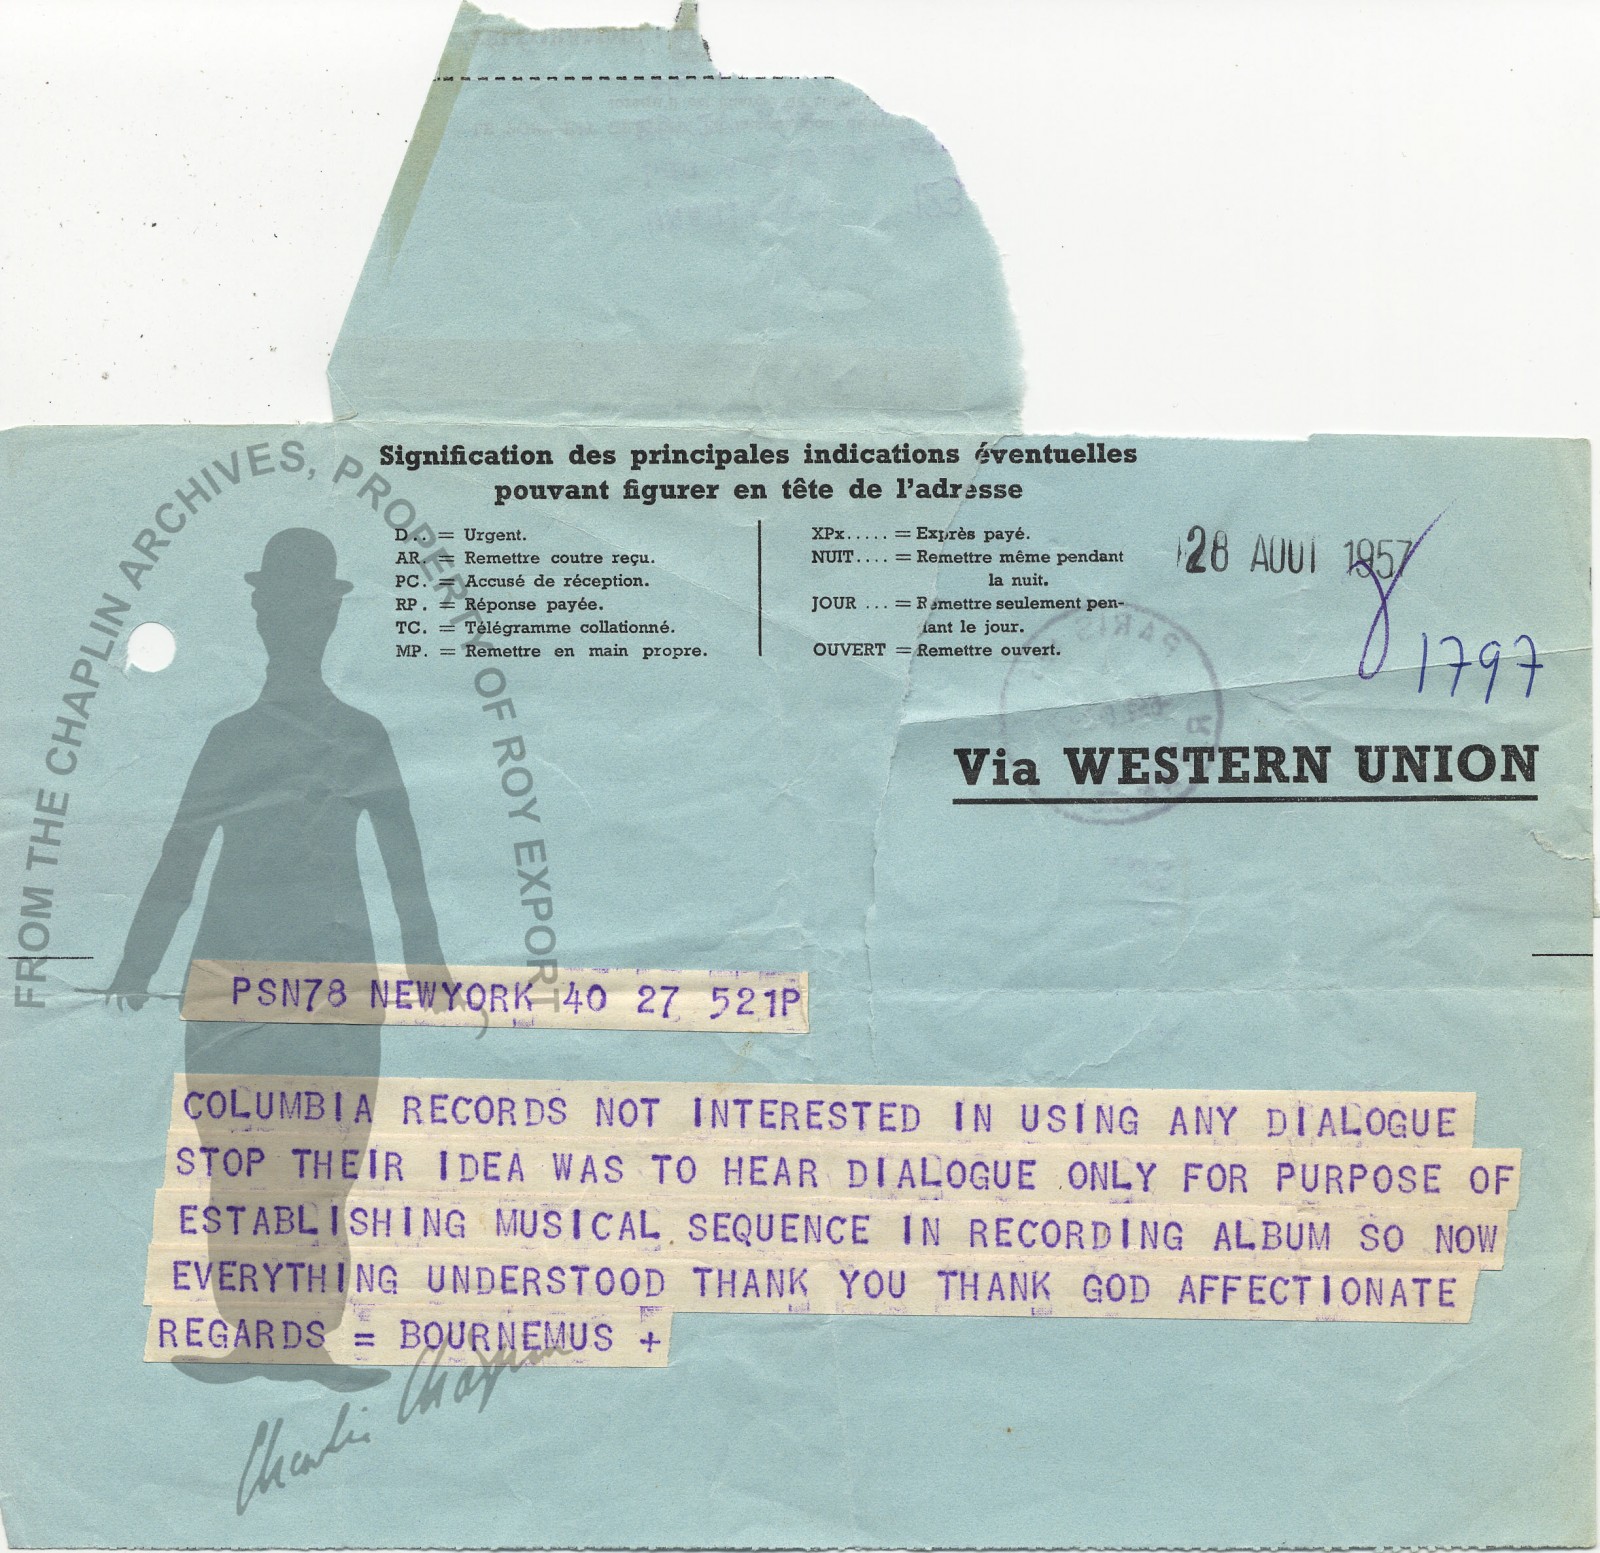 Signification des principales indications éventuelles
pouvant figurer en tête de l'adresse
D.. = Urgent.
AR. = Remettre coutre reçu.
PC. = Accusé de réception.
RP. = Réponse payée.
TC. = Télégramme collationné.
MP. = Remettre en main propre.
XPx..... = Exprès payé.
NUIT.... = Remettre même pendant
la nuit.
JOUR ... = Remettre seulement pen-
dant le jour.
OUVERT = Remettre ouvert.
28 AOUT 1957
1797
PARIS
Via WESTERN UNION
FROM THE CHAPLIN ARCHIVES, PROPERTY OF ROY EXPORT
PSN78 NEWYORK 40 27 521P
COLUMBIA RECORDS NOT INTERESTED IN USING ANY DIALOGUE
STOP THEIR IDEA WAS TO HEAR DIALOGUE ONLY FOR PURPOSE OF
ESTABLISHING MUSICAL SEQUENCE IN RECORDING ALBUM SO NOW
EVERYTHING UNDERSTOOD THANK YOU THANK GOD AFFECTIONATE
REGARDS = BOURNEMUS +
Charlie Chaplin